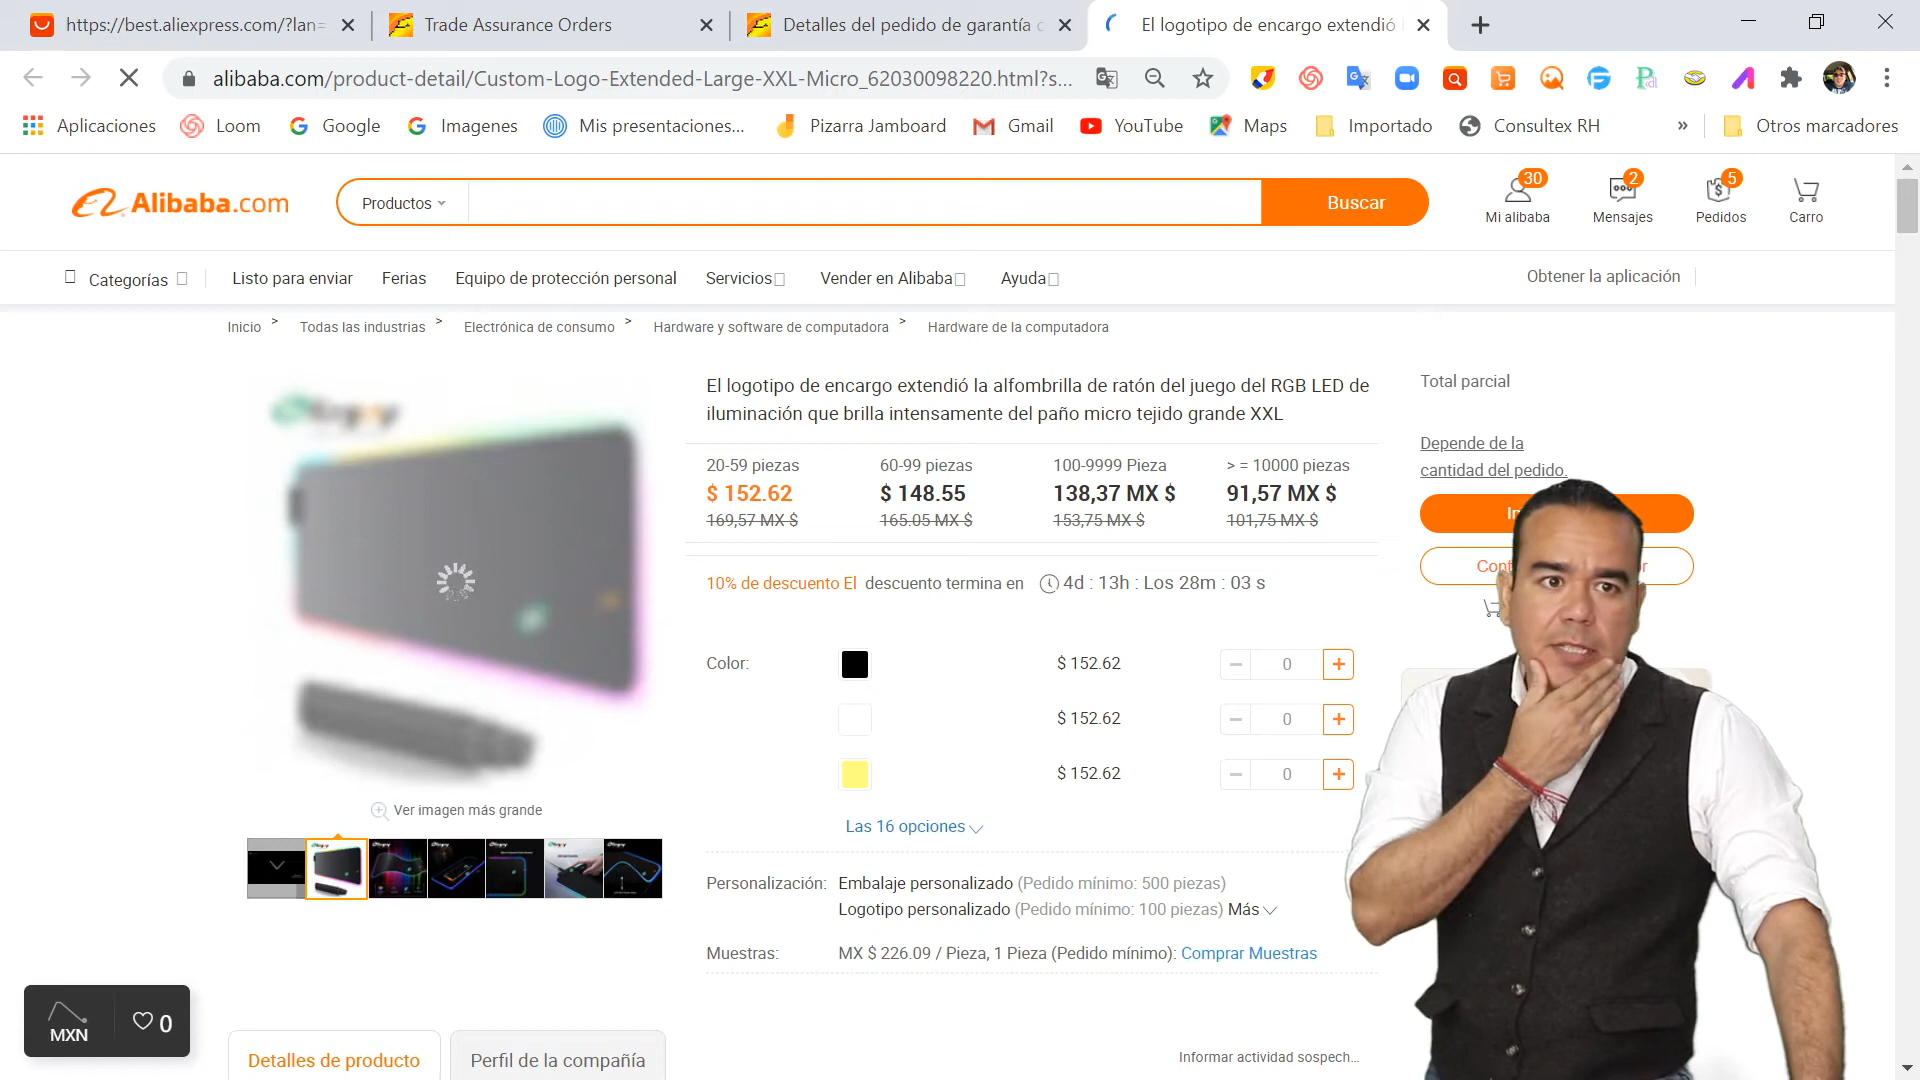 https://best.aliexpress.com/?lan=
Trade Assurance Orders
Detalles del pedido de garantía c
El logotipo de encargo extendió
alibaba.com/product-detail/Custom-Logo-Extended-Large-XXL-Micro_62030098220.html?s...
Aplicaciones
Loom
Google
Imagenes
Mis presentaciones...
Pizarra Jamboard
Gmail
YouTube
Maps
Importado
Consultex RH
»
Otros marcadores
Alibaba.com
Productos
Buscar
30
Mi alibaba
2
Mensajes
5
Pedidos
Carro
Categorías
Listo para enviar
Ferias
Equipo de protección personal
Servicios
Vender en Alibaba
Ayuda
Obtener la aplicación
Inicio > Todas las industrias > Electrónica de consumo > Hardware y software de computadora > Hardware de la computadora
El logotipo de encargo extendió la alfombrilla de ratón del juego del RGB LED de
iluminación que brilla intensamente del paño micro tejido grande XXL
20-59 piezas
$ 152.62
169,57 MX $
60-99 piezas
$ 148.55
165.05 MX $
100-9999 Pieza
138,37 MX $
153,75 MX $
> = 10000 piezas
91,57 MX $
101,75 MX $
10% de descuento El descuento termina en 4d : 13h : Los 28m : 03 s
Color:
$ 152.62
− 0 +
$ 152.62
− 0 +
$ 152.62
− 0 +
Las 16 opciones
Personalización: Embalaje personalizado (Pedido mínimo: 500 piezas)
Logotipo personalizado (Pedido mínimo: 100 piezas) Más
Muestras: MX $ 226.09 / Pieza, 1 Pieza (Pedido mínimo): Comprar Muestras
Total parcial
Depende de la
cantidad del pedido.
Ver imagen más grande
MXN
0
Detalles de producto
Perfil de la compañía
Informar actividad sospech...